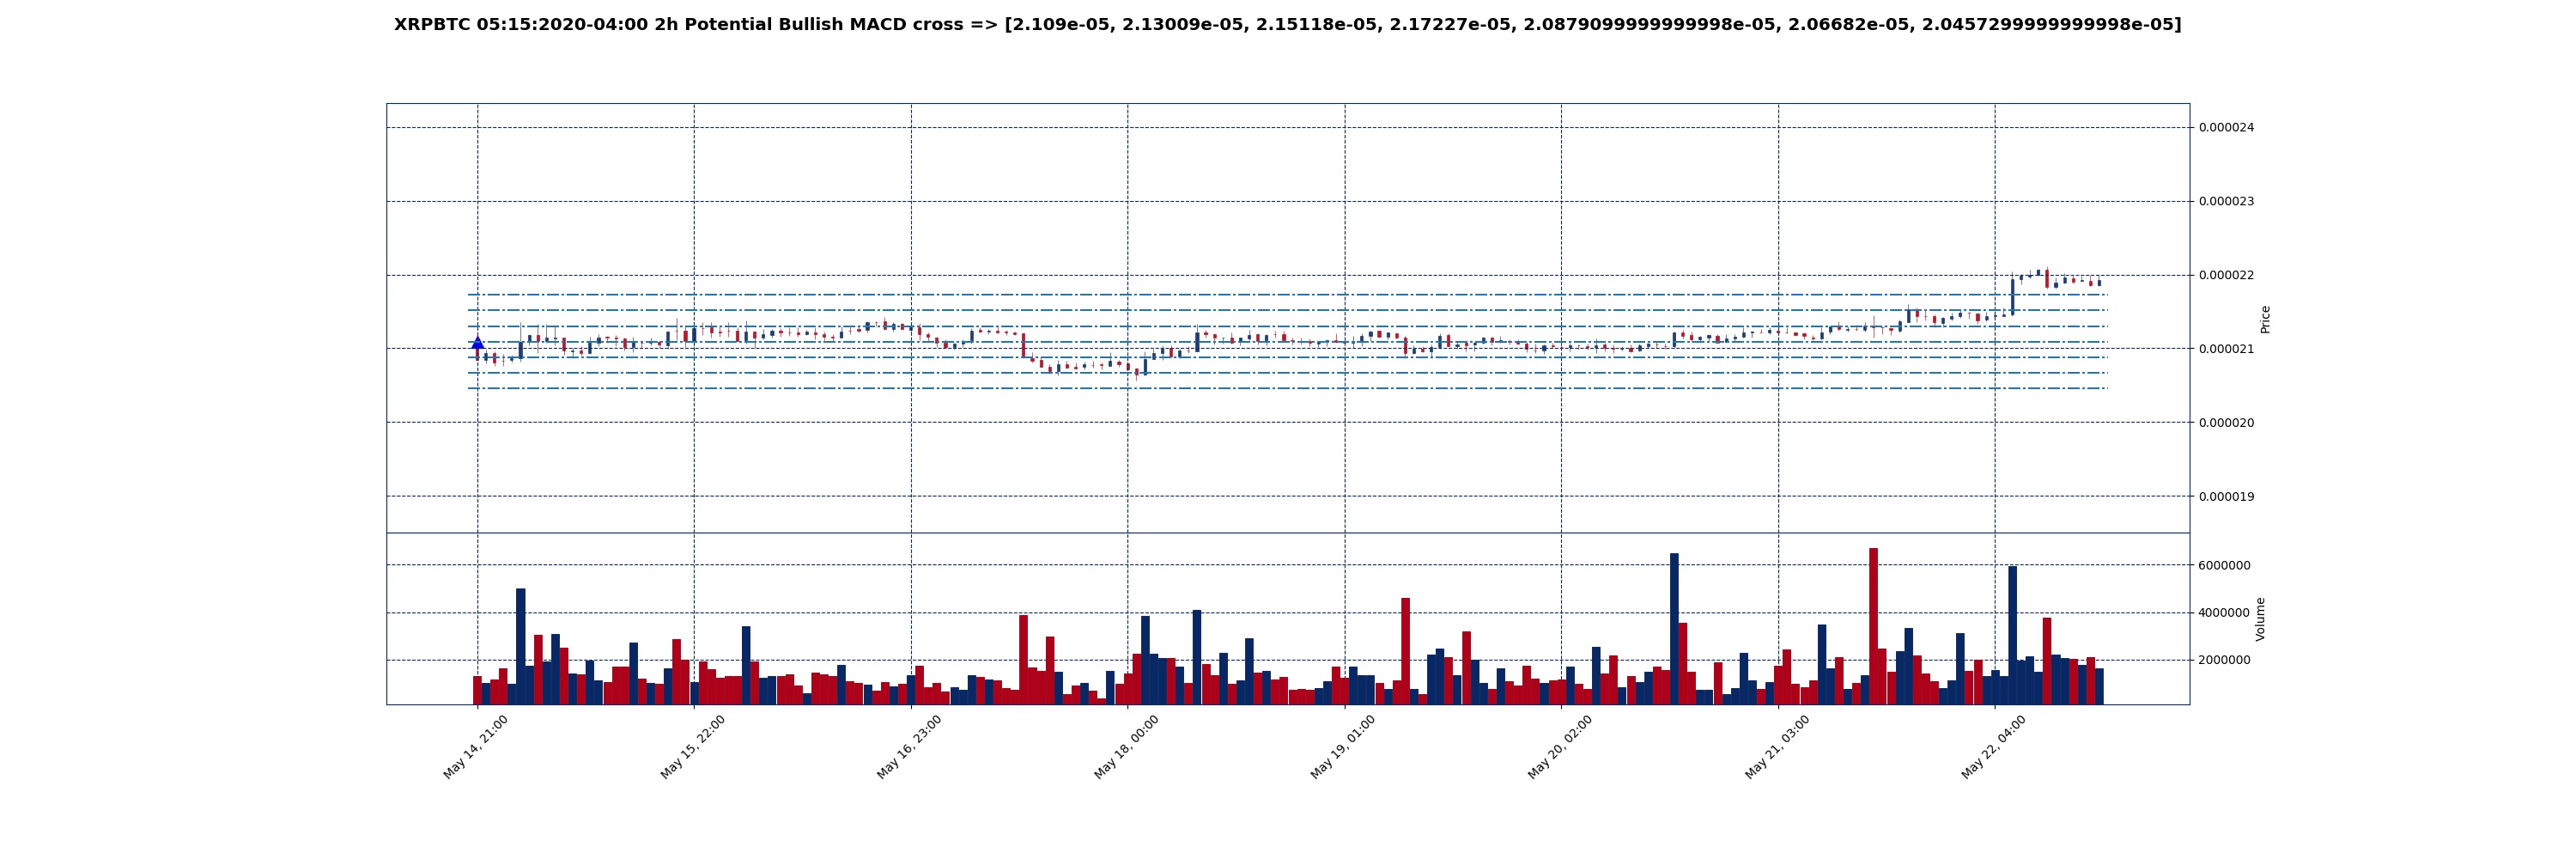 XRPBTC 05:15:2020-04:00 2h Potential Bullish MACD cross => [2.109e-05, 2.13009e-05, 2.15118e-05, 2.17227e-05, 2.0879099999999998e-05, 2.06682e-05, 2.0457299999999998e-05]
0.000024
0.000023
0.000022
0.000021
0.000020
0.000019
Price
6000000
4000000
2000000
Volume
May 14, 21:00
May 15, 22:00
May 16, 23:00
May 18, 00:00
May 19, 01:00
May 20, 02:00
May 21, 03:00
May 22, 04:00